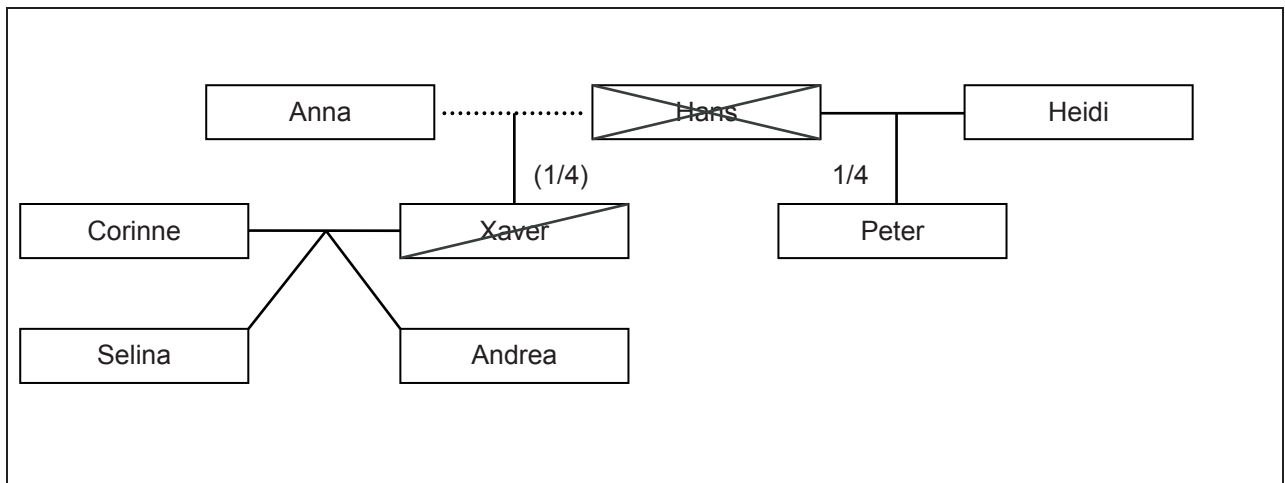 Anna
Hans
Heidi
(1/4)
1/4
Corinne
Xaver
Peter
Selina
Andrea